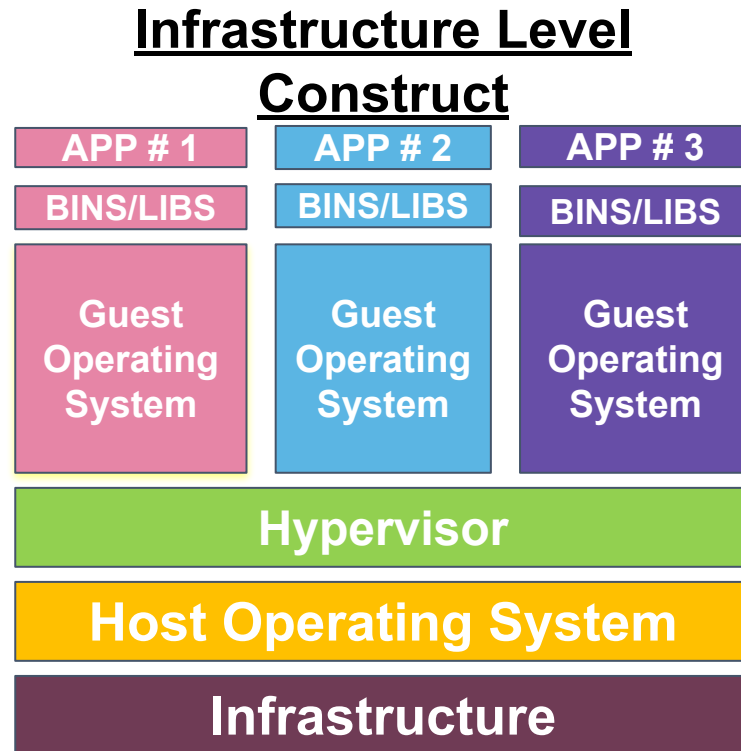 Infrastructure Level
Construct
APP # 1
APP # 2
APP # 3
BINS/LIBS
BINS/LIBS
BINS/LIBS
Guest
Operating
System
Guest
Operating
System
Guest
Operating
System
Hypervisor
Host Operating System
Infrastructure